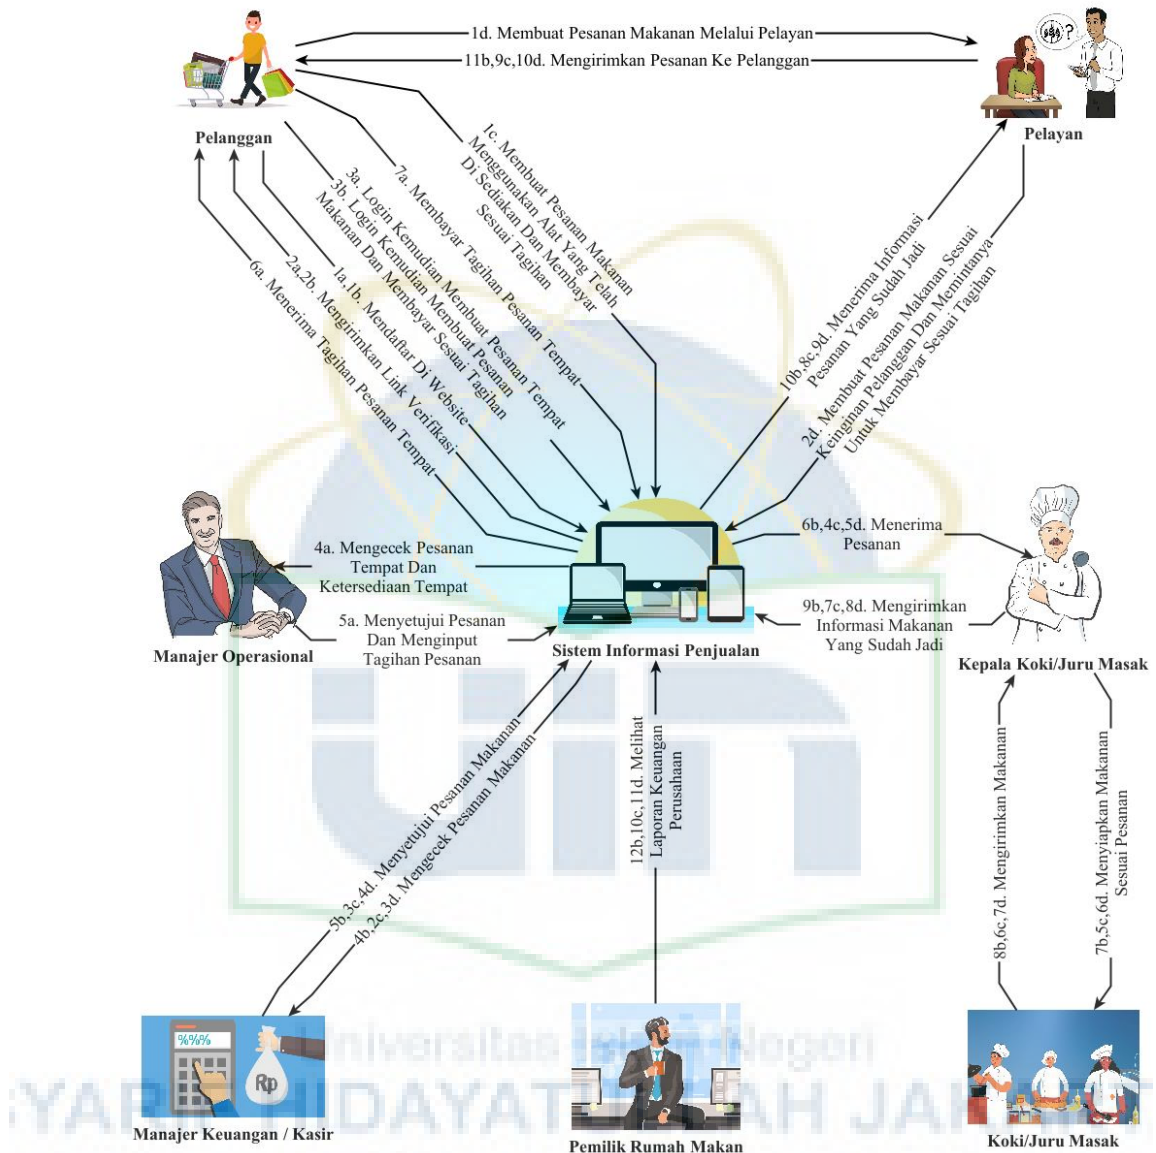 1d. Membuat Pesanan Makanan Melalui Pelayan
11b,9c,10d. Mengirimkan Pesanan Ke Pelanggan
?
Pelanggan
Pelayan
1c. Membuat Pesanan Makanan
Menggunakan Alat Yang Telah
Di Sediakan Dan Membayar
Sesuai Tagihan
7a. Membayar Tagihan Pesanan Tempat
3a. Login Kemudian Membuat Pesanan Tempat
3b. Login Kemudian Membuat Pesanan
Makanan Dan Membayar Sesuai Tagihan
1a, 1b. Mendaftar Di Website
2a,2b. Mengirimkan Link Verifikasi
6a. Menerima Tagihan Pesanan Tempat
10b,8c,9d. Menerima Informasi
Pesanan Yang Sudah Jadi
2d. Membuat Pesanan Makanan Sesuai
Keinginan Pelanggan Dan Memintanya
Untuk Membayar Sesuai Tagihan
4a. Mengecek Pesanan
Tempat Dan
Ketersediaan Tempat
6b,4c,5d. Menerima
Pesanan
5a. Menyetujui Pesanan
Dan Menginput
Tagihan Pesanan
9b,7c,8d. Mengirimkan
Informasi Makanan
Yang Sudah Jadi
Manajer Operasional
Sistem Informasi Penjualan
Kepala Koki/Juru Masak
5b,3c,4d. Menyetujui Pesanan Makanan
4b,2c,3d. Mengecek Pesanan Makanan
12b,10c,11d. Melihat
Laporan Keuangan
Perusahaan
8b,6c,7d. Mengirimkan Makanan
7b,5c,6d. Menyiapkan Makanan
Sesuai Pesanan
%%%
Rp
Manajer Keuangan / Kasir
Pemilik Rumah Makan
Koki/Juru Masak
uin
Universitas Islam Negeri